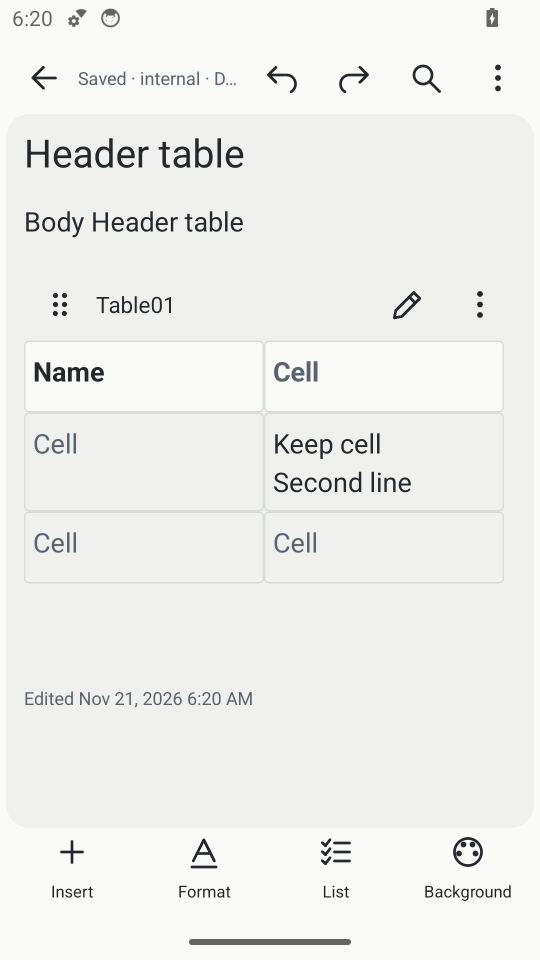 6:20
Saved · internal · D…
Header table
Body Header table
Table01
Name
Cell
Cell
Keep cell
Second line
Cell
Cell
Edited Nov 21, 2026 6:20 AM
Insert
Format
List
Background